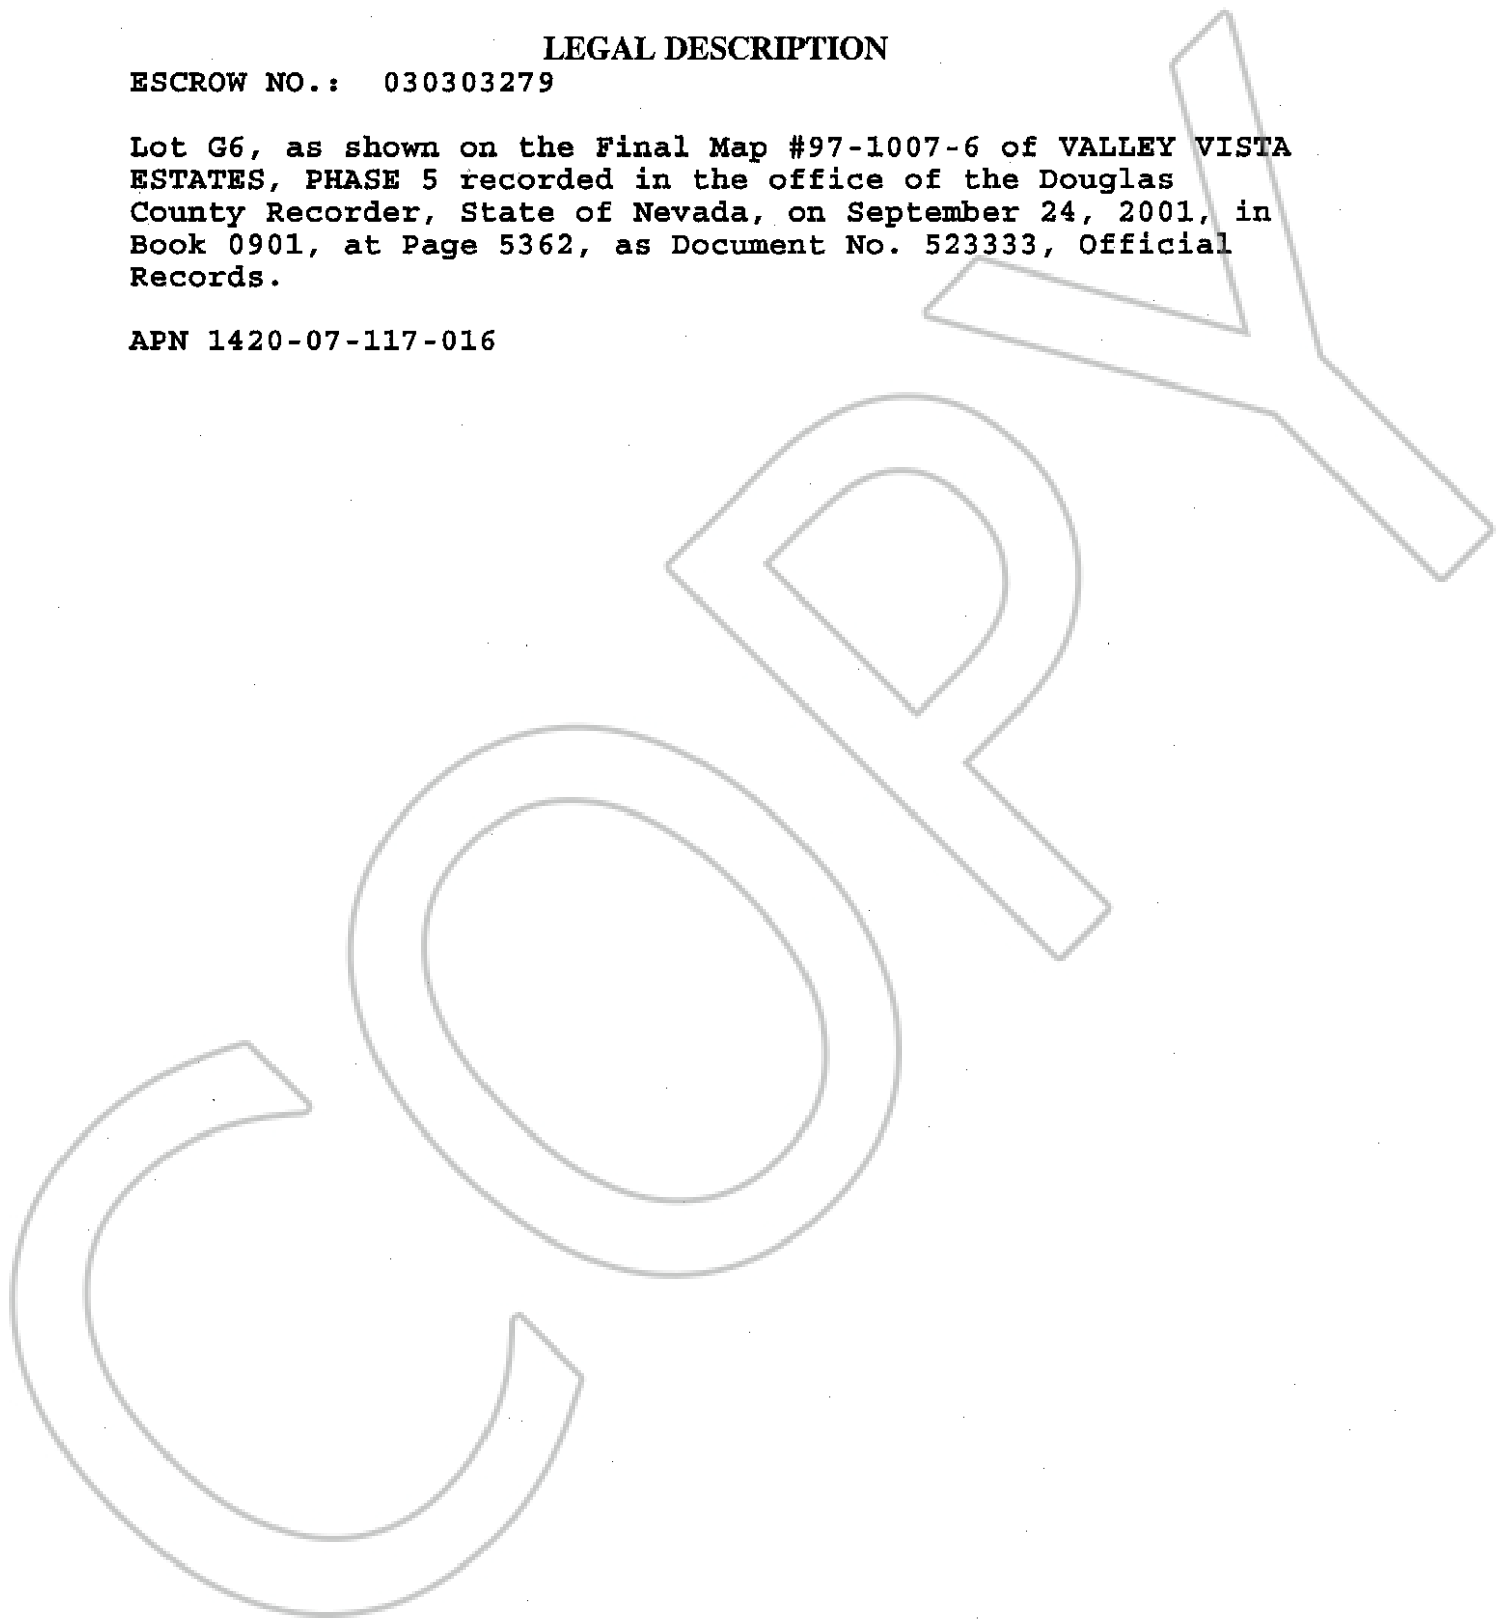 LEGAL DESCRIPTION
ESCROW NO.: 030303279
Lot G6, as shown on the Final Map #97-1007-6 of VALLEY VISTA
ESTATES, PHASE 5 recorded in the office of the Douglas
County Recorder, State of Nevada, on September 24, 2001, in
Book 0901, at Page 5362, as Document No. 523333, Official
Records.
APN 1420-07-117-016
COPY